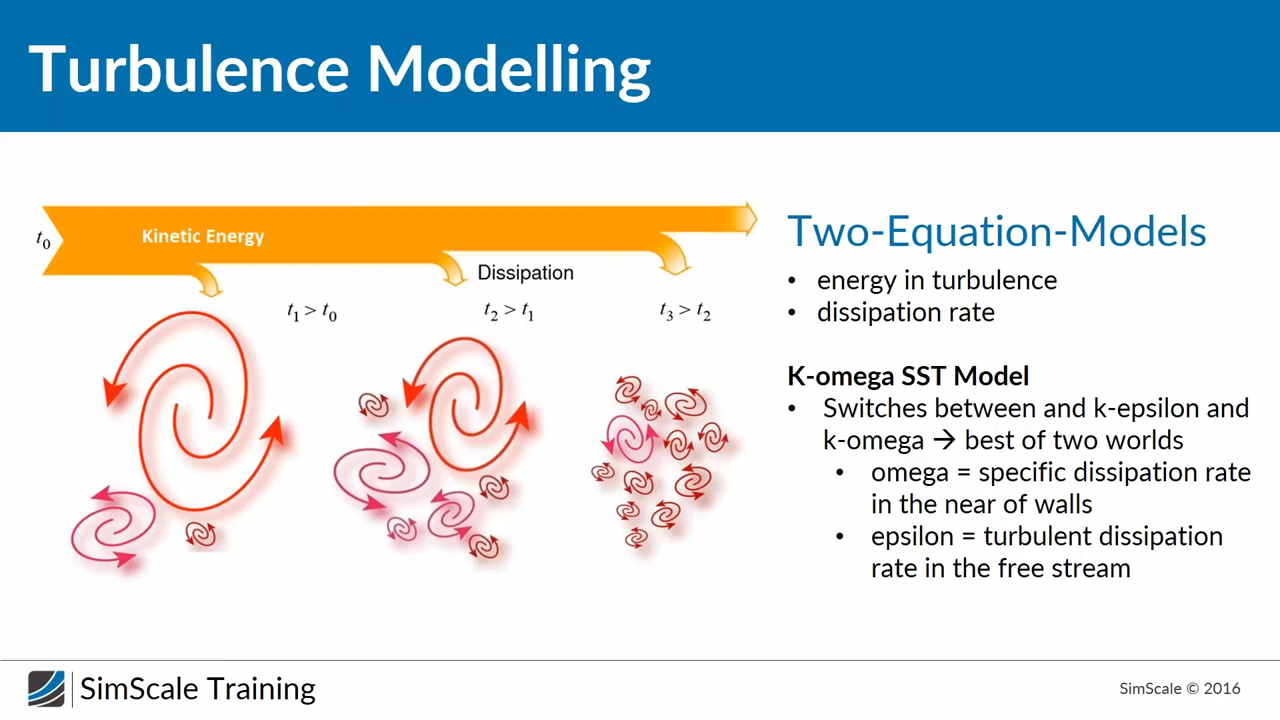 Turbulence Modelling
t0
Kinetic Energy
Dissipation
t1 > t0
t2 > t1
t3 > t2
Two-Equation-Models
• energy in turbulence
• dissipation rate
K-omega SST Model
• Switches between and k-epsilon and
k-omega → best of two worlds
• omega = specific dissipation rate
in the near of walls
• epsilon = turbulent dissipation
rate in the free stream
SimScale Training
SimScale © 2016